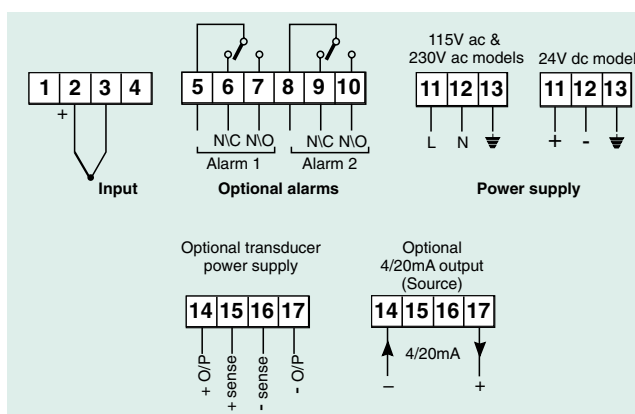 115V ac &
230V ac models
24V dc model
1 2 3 4
5 6 7 8 9 10
11 12 13
11 12 13
+
N\C N\O
N\C N\O
L N
+ -
Alarm 1
Alarm 2
Input
Optional alarms
Power supply
Optional transducer
power supply
Optional
4/20mA output
(Source)
14 15 16 17
14 15 16 17
+ O/P
+ sense
- sense
- O/P
4/20mA
– +